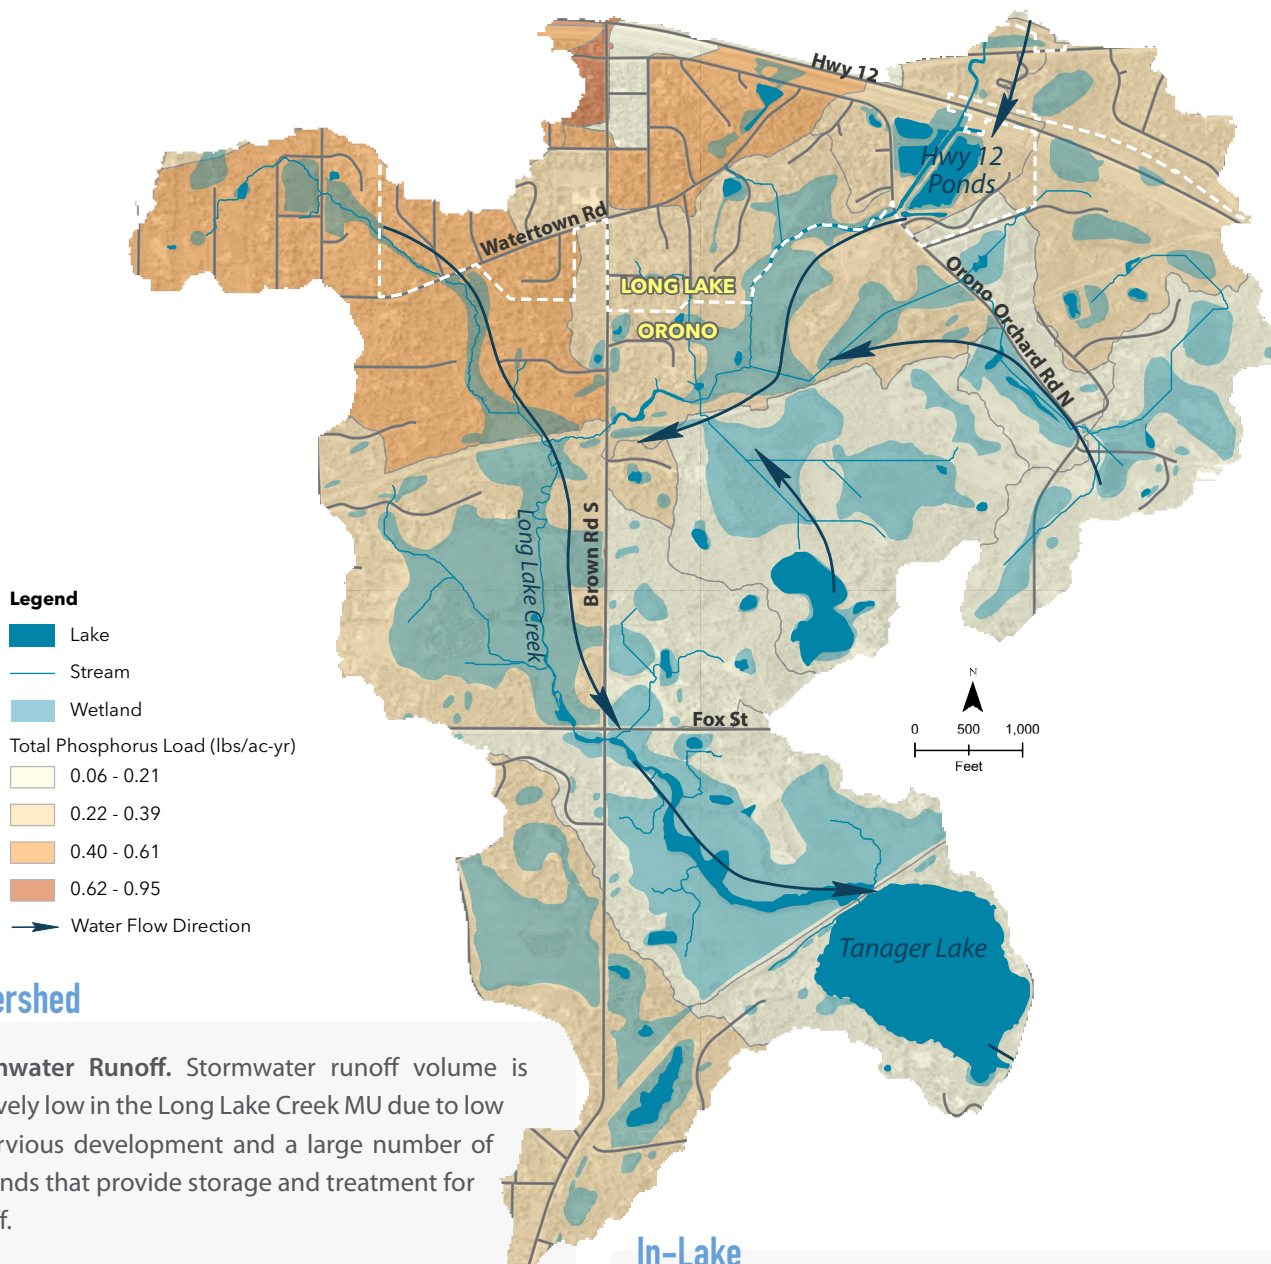 Hwy 12
Hwy 12
Ponds
Watertown Rd
LONG LAKE
ORONO
Orono Orchard Rd N
Long Lake Creek
Brown Rd S
Fox St
Tanager Lake
N
0 500 1,000
Feet
Legend
Lake
Stream
Wetland
Total Phosphorus Load (lbs/ac-yr)
0.06 - 0.21
0.22 - 0.39
0.40 - 0.61
0.62 - 0.95
Water Flow Direction
ershed
nwater Runoff. Stormwater runoff volume is
vely low in the Long Lake Creek MU due to low
rvious development and a large number of
nds that provide storage and treatment for
ff.
In-Lake